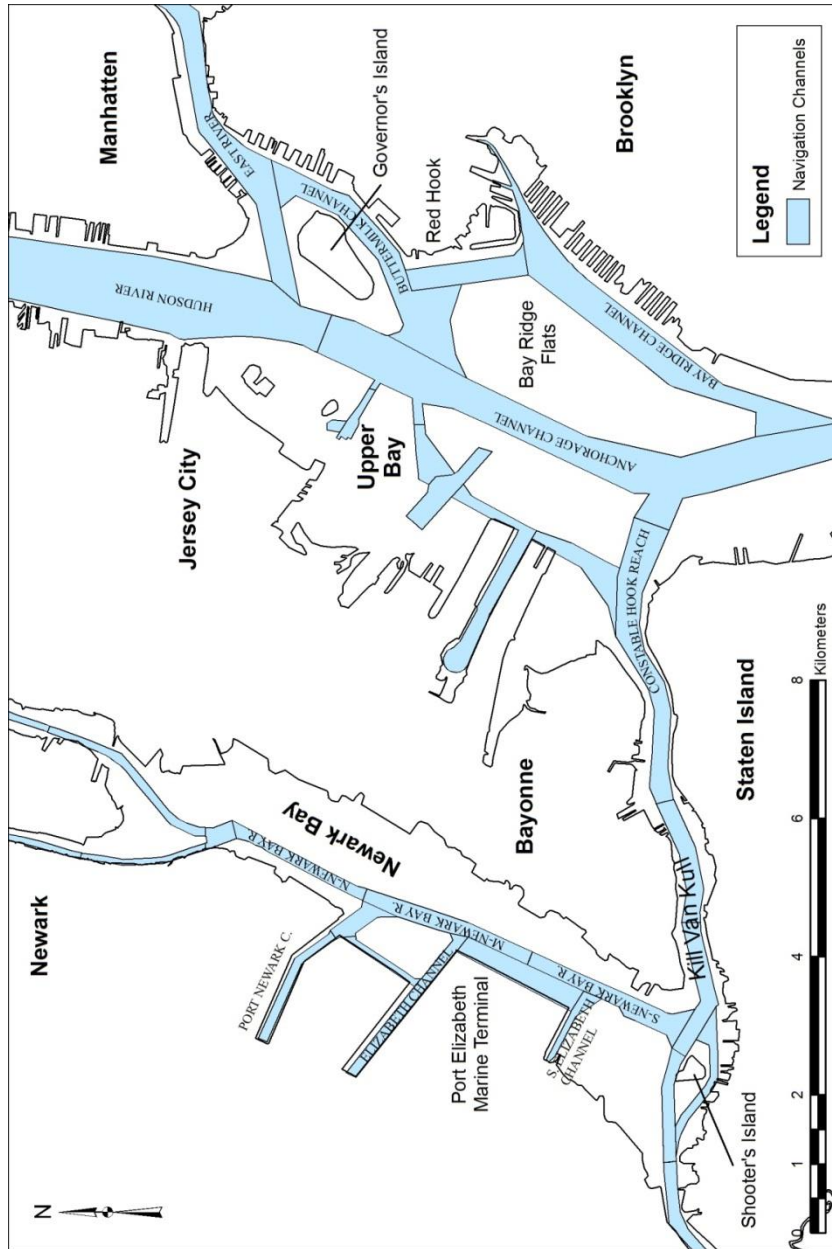 Manhatten
Newark
HUDSON RIVER
EAST RIVER
Governor's Island
BUTTERMILK CHANNEL
Jersey City
Red Hook
N-NEWARK BAY R.
Newark Bay
PORT NEWARK C.
Upper
Bay
M-NEWARK BAY R.
ELIZABETH CHANNEL
Bay Ridge
Flats
ANCHORAGE CHANNEL
Brooklyn
Port Elizabeth
Marine Terminal
Bayonne
S-NEWARK BAY R.
S. ELIZABETH
CHANNEL
BAY RIDGE CHANNEL
CONSTABLE HOOK REACH
Kill Van Kull
Shooter's Island
Staten Island
N
0 1 2 4 6 8
Kilometers
Legend
Navigation Channels